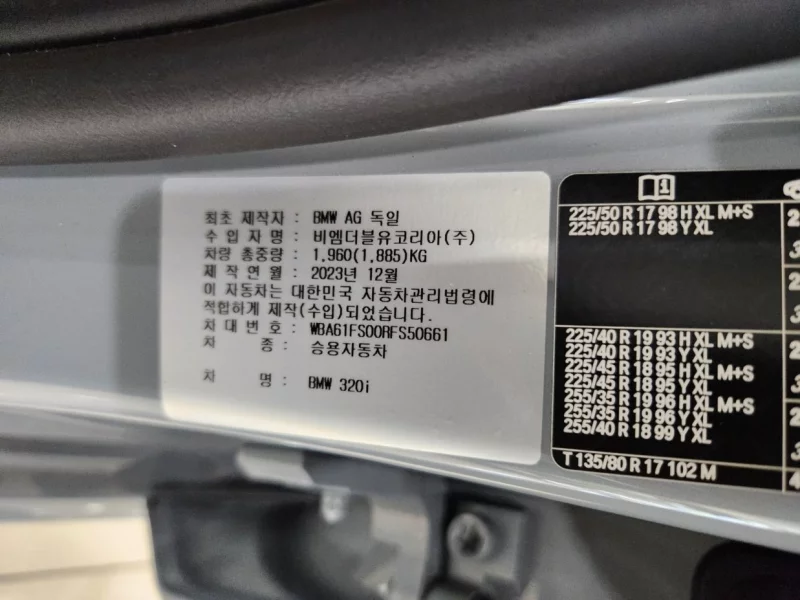 최초 제작자 : BMW AG 독일
수 입 자 명 : 비엠더블유코리아(주)
차량 총중량 : 1,960(1,885)KG
제 작 연 월 : 2023년 12월
이 자동차는 대한민국 자동차관리법령에
적합하게 제작(수입)되었습니다.
차 대 번 호 : WBA61FS00RFS50661
차 종 : 승용자동차
차 명 : BMW 320i
225/50 R 17 98 H XL M+S
225/50 R 17 98 Y XL
225/40 R 19 93 H XL M+S
225/40 R 19 93 Y XL
225/45 R 18 95 H XL M+S
225/45 R 18 95 Y XL
255/35 R 19 96 H XL M+S
255/35 R 19 96 Y XL
255/40 R 18 99 Y XL
T 135/80 R 17 102 M